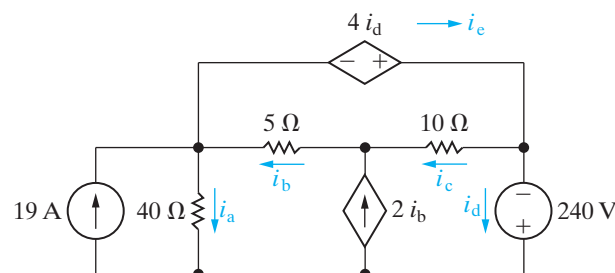 4 i_d
i_e
5 Ω
10 Ω
i_b
i_c
19 A
40 Ω
i_a
2 i_b
i_d
240 V